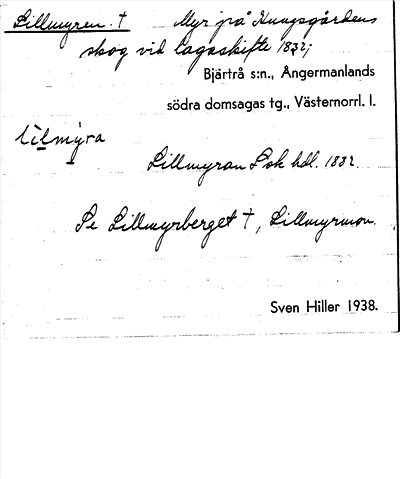 Lillmyren. † Myr på Kungsgårdens
skog vid lagaskifte 1832;
Bjärtrå s:n., Ångermanlands
södra domsagas tg., Västernorrl. l.
lilmyra
Lillmyran Lsk hdl. 1832.
Se Lillmyrberget †, Lillmyrmon.
Sven Hiller 1938.